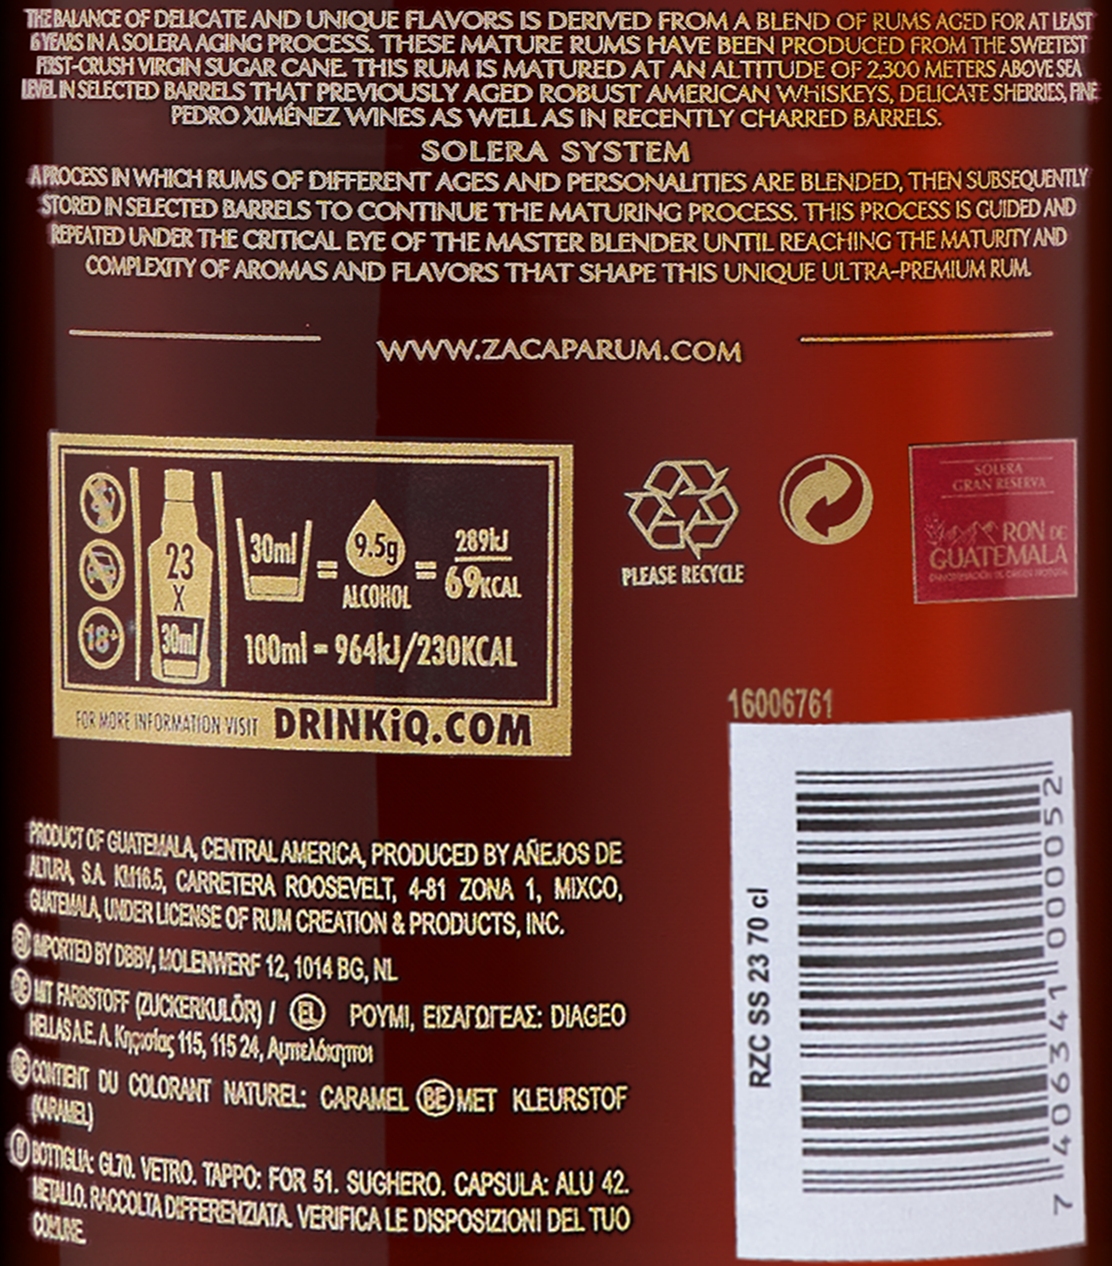 THE BALANCE OF DELICATE AND UNIQUE FLAVORS IS DERIVED FROM A BLEND OF RUMS AGED FOR AT LEAST
6 YEARS IN A SOLERA AGING PROCESS. THESE MATURE RUMS HAVE BEEN PRODUCED FROM THE SWEETEST
FIRST-CRUSH VIRGIN SUGAR CANE. THIS RUM IS MATURED AT AN ALTITUDE OF 2,300 METERS ABOVE SEA
LEVEL IN SELECTED BARRELS THAT PREVIOUSLY AGED ROBUST AMERICAN WHISKEYS, DELICATE SHERRIES, FINE
PEDRO XIMÉNEZ WINES AS WELL AS IN RECENTLY CHARRED BARRELS.
SOLERA SYSTEM
A PROCESS IN WHICH RUMS OF DIFFERENT AGES AND PERSONALITIES ARE BLENDED, THEN SUBSEQUENTLY
STORED IN SELECTED BARRELS TO CONTINUE THE MATURING PROCESS. THIS PROCESS IS GUIDED AND
REPEATED UNDER THE CRITICAL EYE OF THE MASTER BLENDER UNTIL REACHING THE MATURITY AND
COMPLEXITY OF AROMAS AND FLAVORS THAT SHAPE THIS UNIQUE ULTRA-PREMIUM RUM.
WWW.ZACAPARUM.COM
18+
23
X
30ml
30ml = 9.5g ALCOHOL = 289kJ
69KCAL
100ml = 964kJ/230KCAL
FOR MORE INFORMATION VISIT DRINKiQ.COM
PLEASE RECYCLE
SOLERA
GRAN RESERVA
RON DE
GUATEMALA
16006761
RZC SS 23 70 cl
7 40634100052
PRODUCT OF GUATEMALA, CENTRAL AMERICA, PRODUCED BY AÑEJOS DE
ALTURA, S.A. KM16.5, CARRETERA ROOSEVELT, 4-81 ZONA 1, MIXCO,
GUATEMALA, UNDER LICENSE OF RUM CREATION & PRODUCTS, INC.
IMPORTED BY DBBV, MOLENWERF 12, 1014 BG, NL
DE MIT FARBSTOFF (ZUCKERKULÖR) / EL ΡΟΥΜΙ, ΕΙΣΑΓΩΓΕΑΣ: DIAGEO
HELLAS A.E. Λ. Κηφισίας 115, 115 24, Αμπελόκηποι
BE CONTIENT DU COLORANT NATUREL: CARAMEL BE MET KLEURSTOF
(KARAMEL)
BOTTIGLIA: GL70. VETRO. TAPPO: FOR 51. SUGHERO. CAPSULA: ALU 42.
METALLO. RACCOLTA DIFFERENZIATA. VERIFICA LE DISPOSIZIONI DEL TUO
COMUNE.